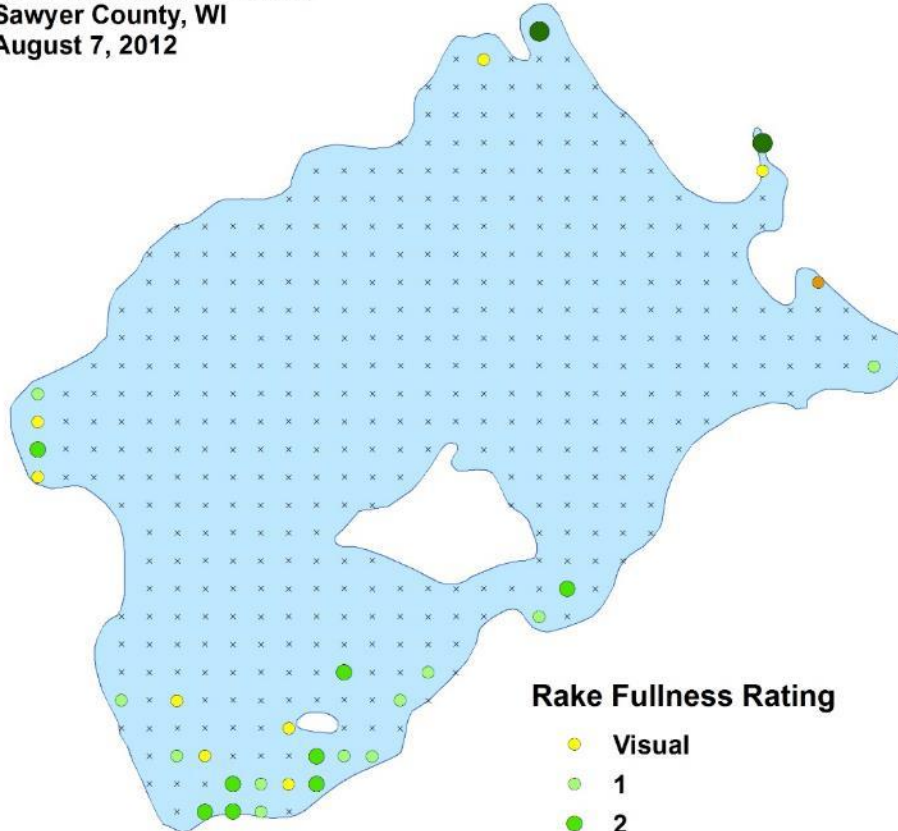 Sawyer County, WI
August 7, 2012
Rake Fullness Rating
Visual
1
2